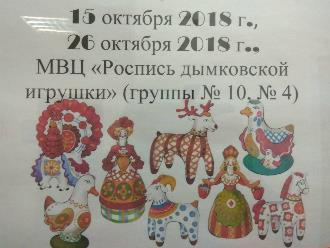 15 октября 2018 г.,
26 октября 2018 г..
МВЦ «Роспись дымковской
игрушки» (группы № 10, № 4)